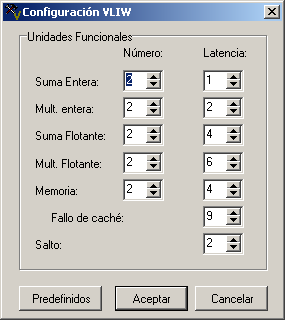 Configuración VLIW
Unidades Funcionales
Número: Latencia:
Suma Entera: 2 1
Mult. entera: 2 2
Suma Flotante: 2 4
Mult. Flotante: 2 6
Memoria: 2 4
Fallo de caché: 9
Salto: 2
Predefinidos Aceptar Cancelar